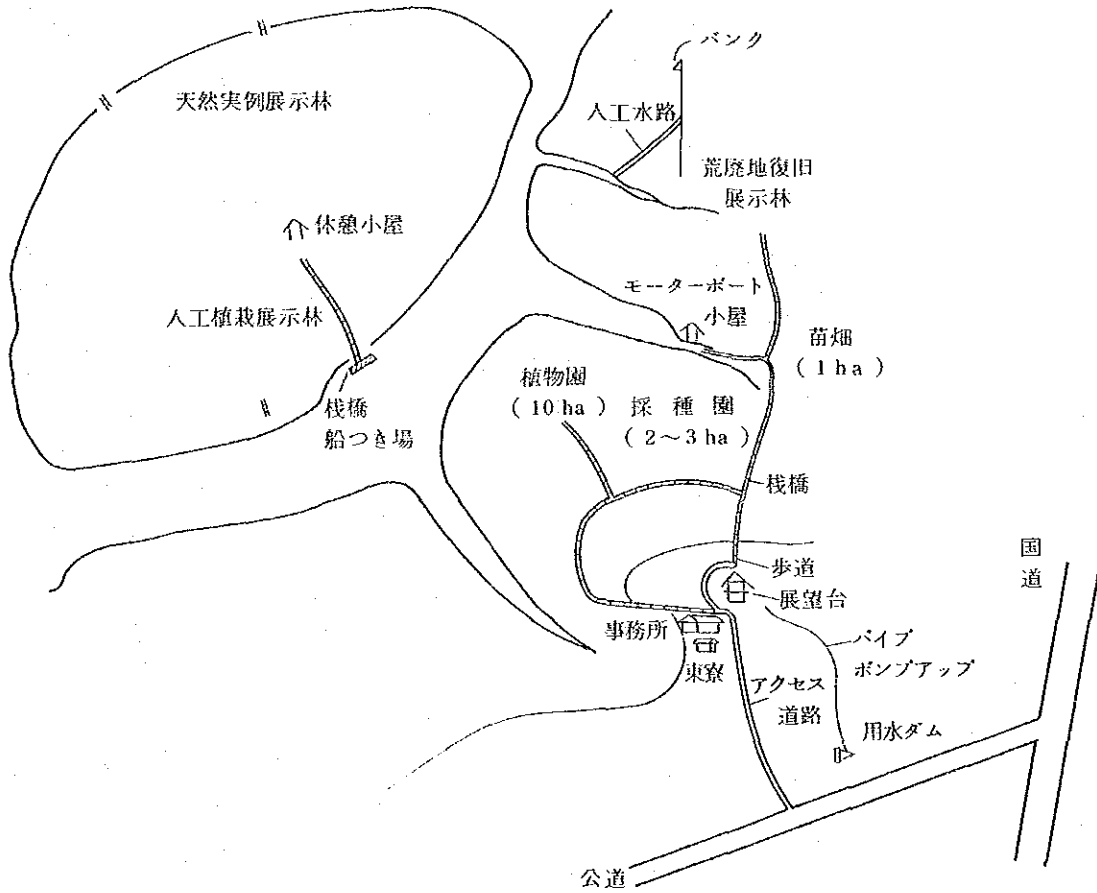 バンク
天然実例展示林
人工水路
荒廃地復旧
展示林
休憩小屋
モーターボート
小屋
人工植栽展示林
苗畑
(1ha)
植物園
(10ha)
採種園
(2～3ha)
桟橋
船つき場
桟橋
国道
歩道
展望台
事務所
パイプ
ポンプアップ
東寮
アクセス
道路
用水ダム
公道